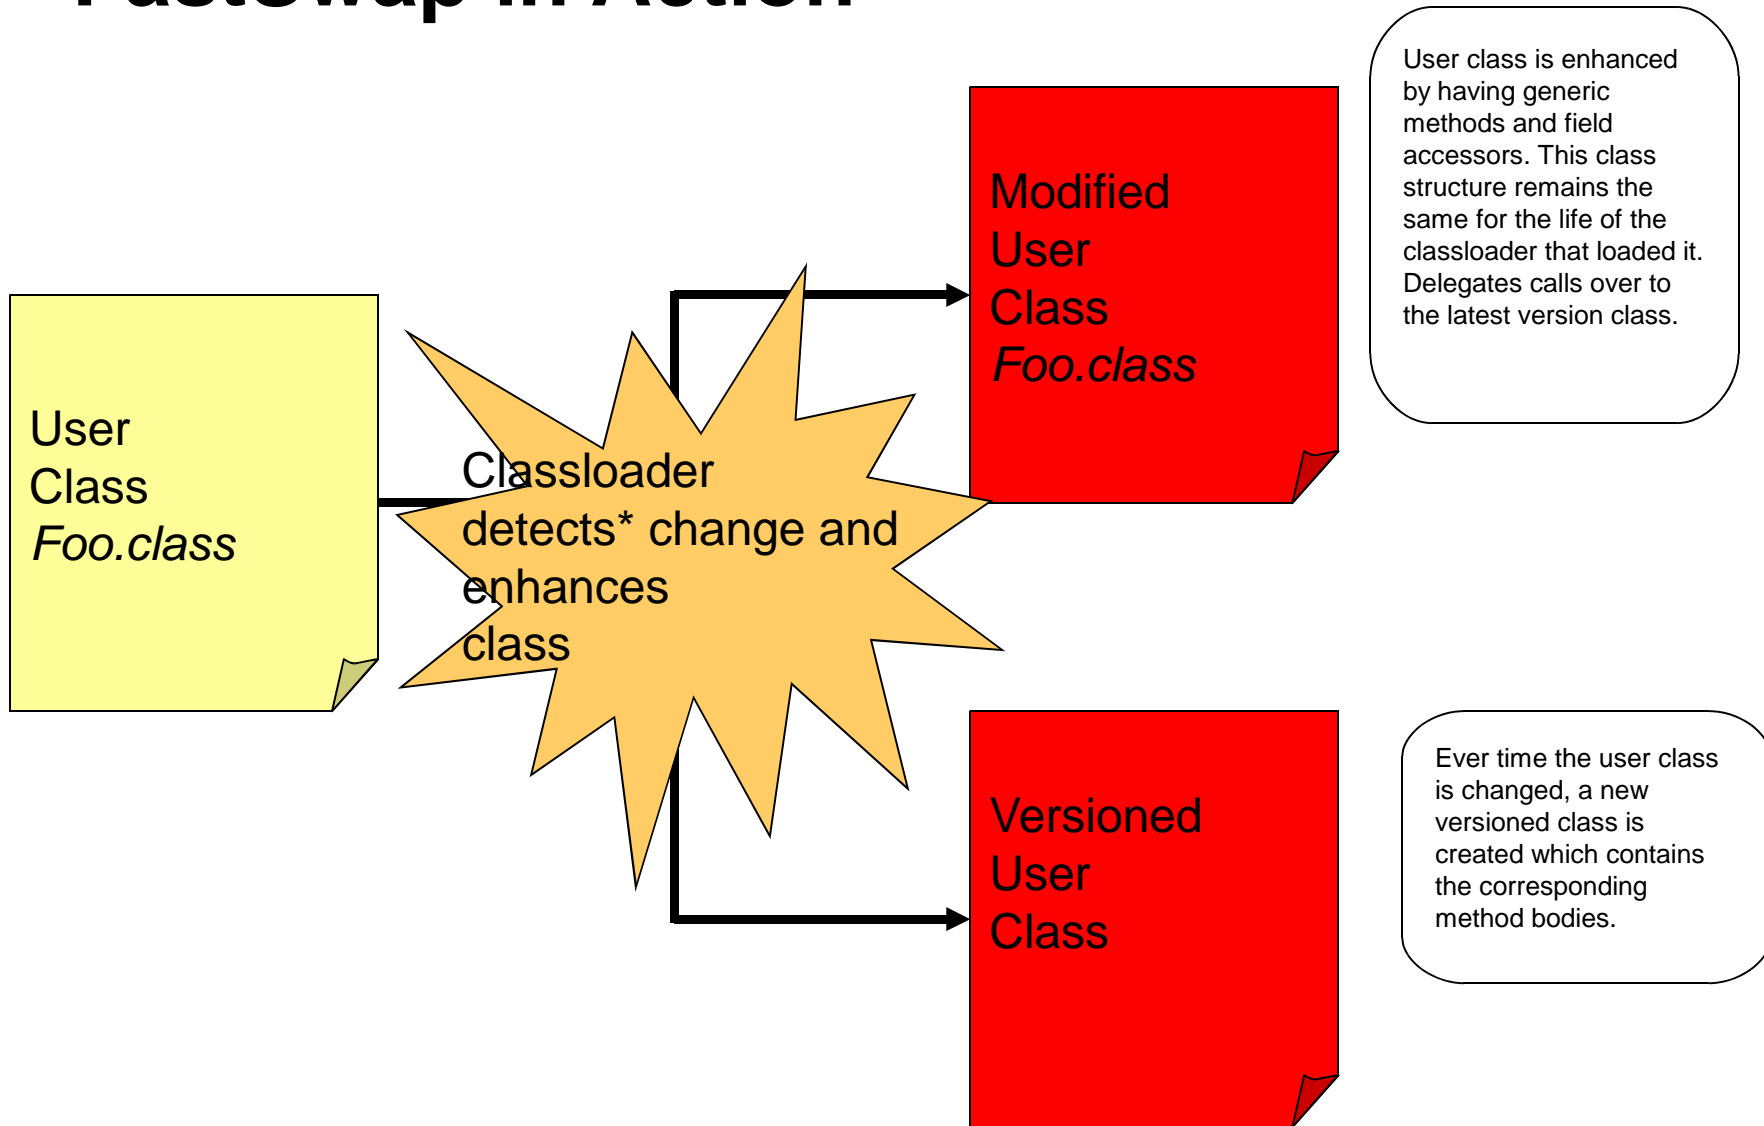 FastSwap in Action
User
Class
Foo.class
Classloader
detects* change and
enhances
class
Modified
User
Class
Foo.class
User class is enhanced
by having generic
methods and field
accessors. This class
structure remains the
same for the life of the
classloader that loaded it.
Delegates calls over to
the latest version class.
Versioned
User
Class
Ever time the user class
is changed, a new
versioned class is
created which contains
the corresponding
method bodies.